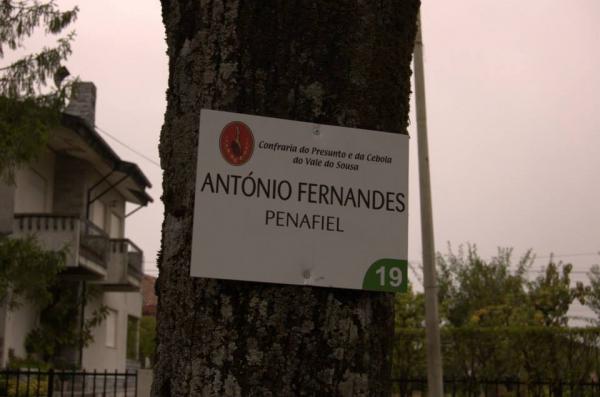 Confraria do Presunto e da Cebola
do Vale do Sousa
ANTÓNIO FERNANDES
PENAFIEL
19